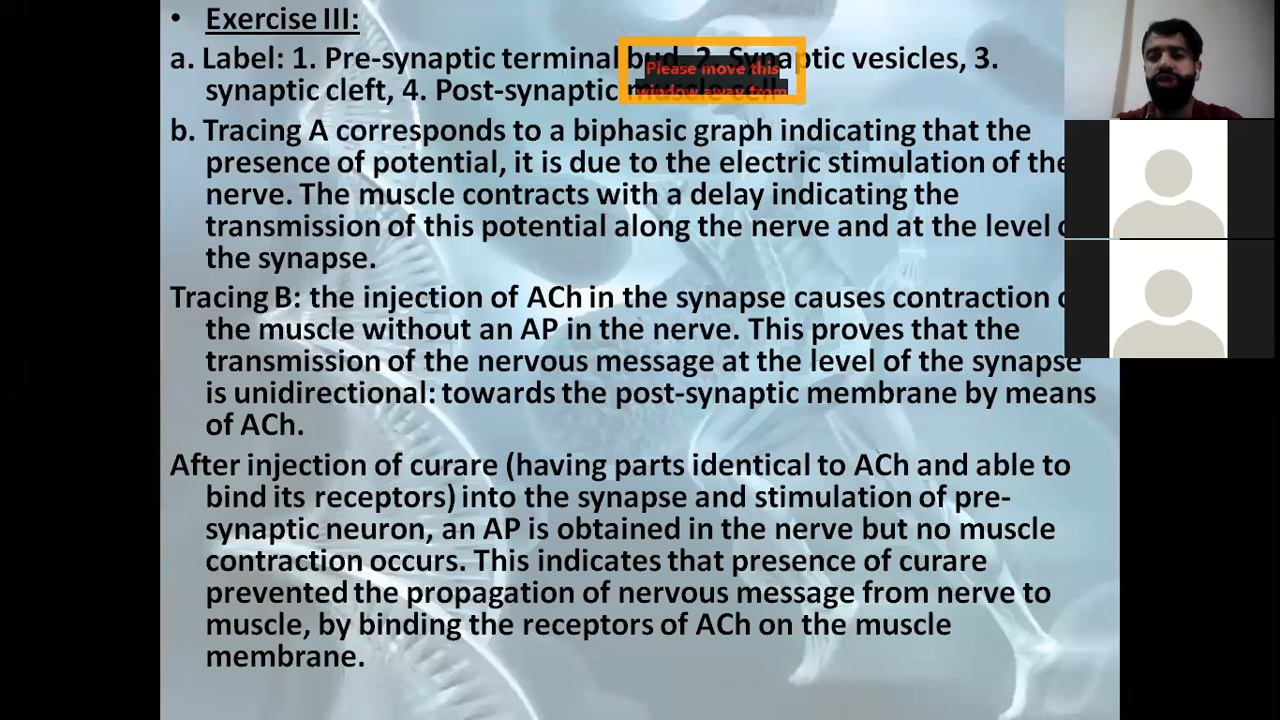 • Exercise III:
a. Label: 1. Pre-synaptic terminal bud, 2. Synaptic vesicles, 3.
synaptic cleft, 4. Post-synaptic muscle cell
Please move this
window away from
b. Tracing A corresponds to a biphasic graph indicating that the
presence of potential, it is due to the electric stimulation of the
nerve. The muscle contracts with a delay indicating the
transmission of this potential along the nerve and at the level
the synapse.
Tracing B: the injection of ACh in the synapse causes contraction
the muscle without an AP in the nerve. This proves that the
transmission of the nervous message at the level of the synapse
is unidirectional: towards the post-synaptic membrane by means
of ACh.
After injection of curare (having parts identical to ACh and able to
bind its receptors) into the synapse and stimulation of pre-
synaptic neuron, an AP is obtained in the nerve but no muscle
contraction occurs. This indicates that presence of curare
prevented the propagation of nervous message from nerve to
muscle, by binding the receptors of ACh on the muscle
membrane.